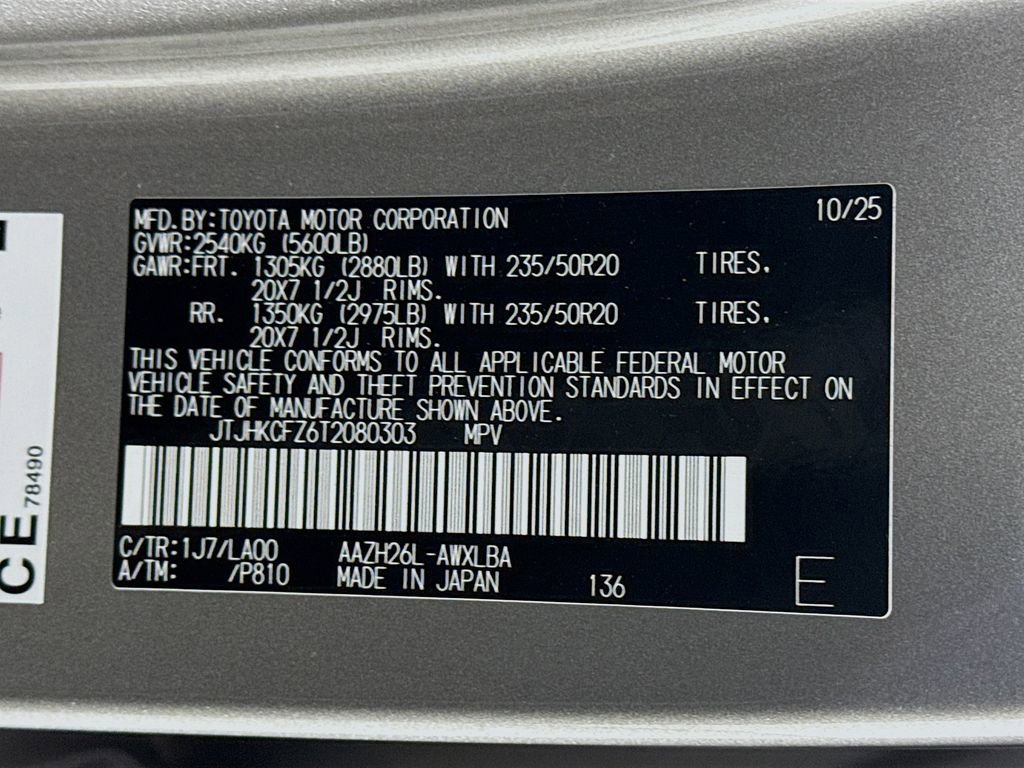 MFD.BY:TOYOTA MOTOR CORPORATION 10/25
GVWR:2540KG (5600LB)
GAWR:FRT. 1305KG (2880LB) WITH 235/50R20 TIRES.
20X7 1/2J RIMS.
RR. 1350KG (2975LB) WITH 235/50R20 TIRES.
20X7 1/2J RIMS.
THIS VEHICLE CONFORMS TO ALL APPLICABLE FEDERAL MOTOR
VEHICLE SAFETY AND THEFT PREVENTION STANDARDS IN EFFECT ON
THE DATE OF MANUFACTURE SHOWN ABOVE.
JTJHKCFZ6T2080303 MPV
C/TR:1J7/LA00 AAZH26L-AWXLBA
A/TM: /P810 MADE IN JAPAN 136 E
CE 78490